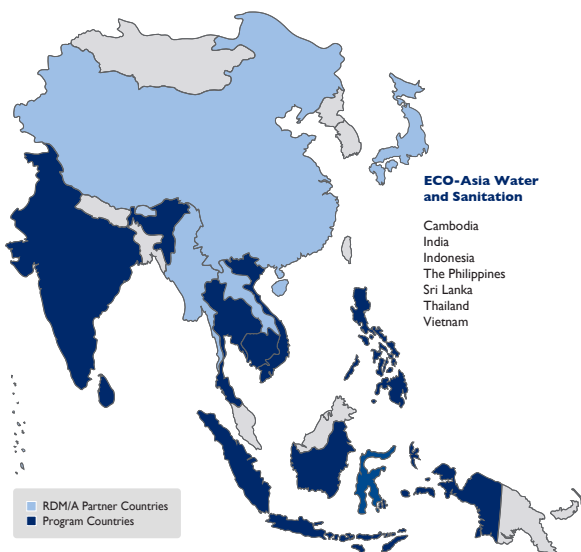 ECO-Asia Water
and Sanitation
Cambodia
India
Indonesia
The Philippines
Sri Lanka
Thailand
Vietnam
RDM/A Partner Countries
Program Countries